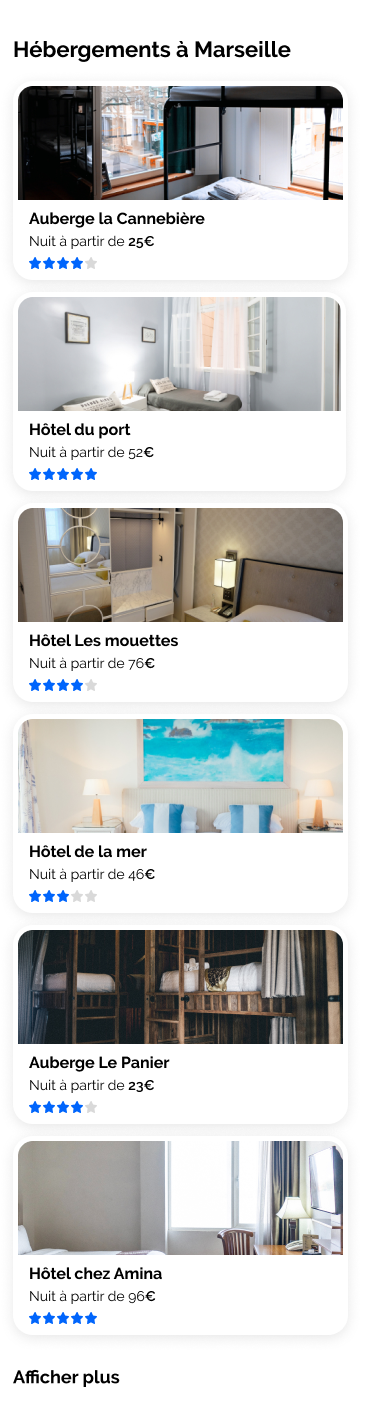 Hébergements à Marseille
Auberge la Cannebière
Nuit à partir de 25€
Hôtel du port
Nuit à partir de 52€
Hôtel Les mouettes
Nuit à partir de 76€
Hôtel de la mer
Nuit à partir de 46€
Auberge Le Panier
Nuit à partir de 23€
Hôtel chez Amina
Nuit à partir de 96€
Afficher plus